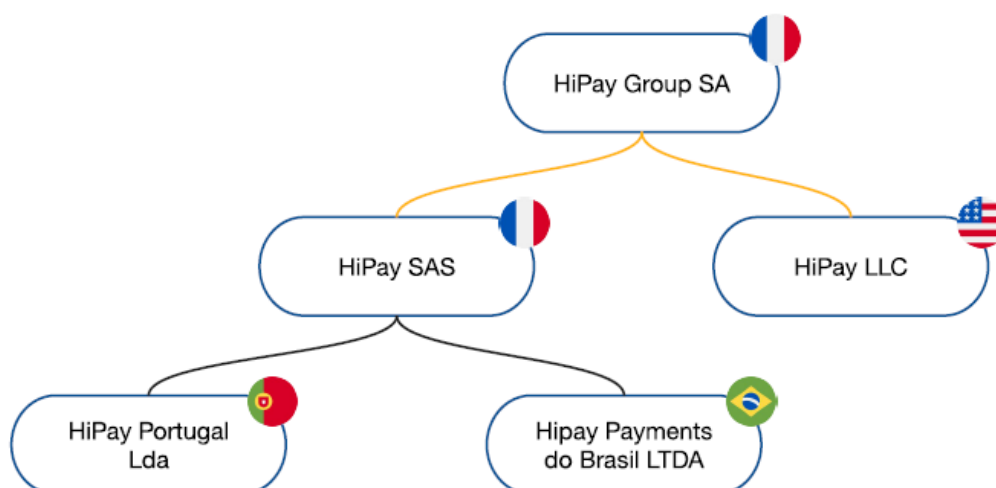 HiPay Group SA
HiPay SAS
HiPay LLC
HiPay Portugal
Lda
Hipay Payments
do Brasil LTDA